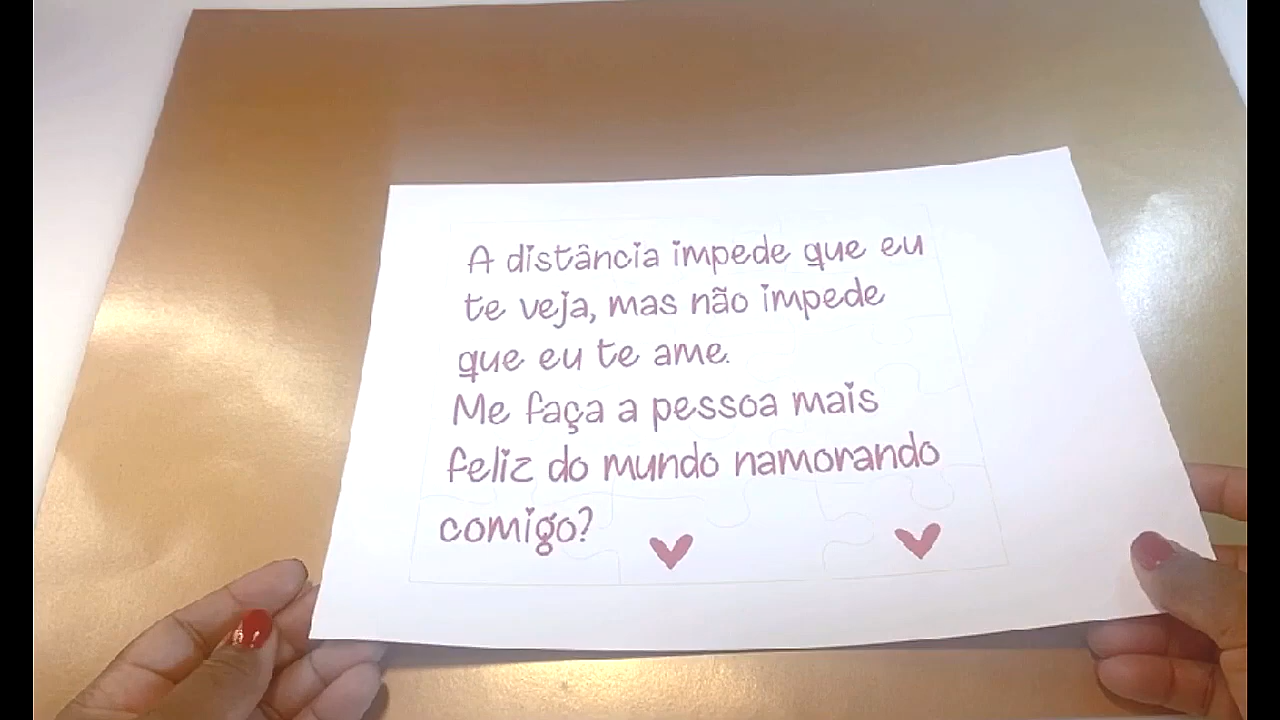 A distância impede que eu
te veja, mas não impede
que eu te ame.
Me faça a pessoa mais
feliz do mundo namorando
comigo?